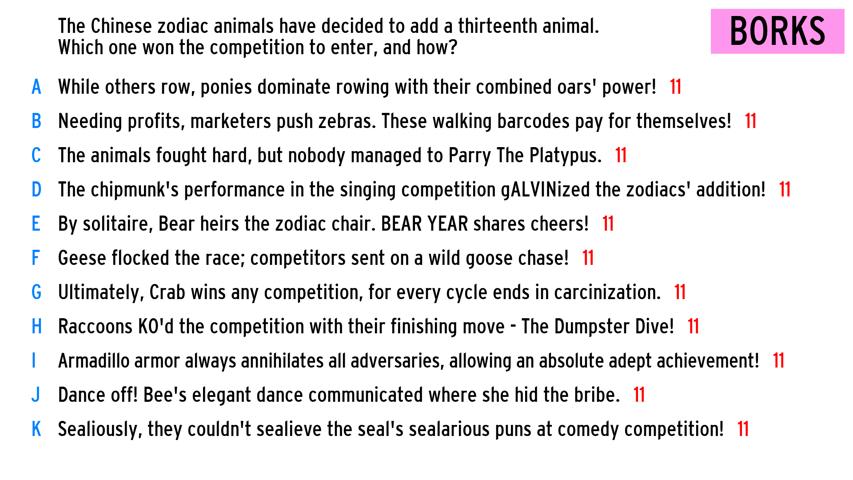 The Chinese zodiac animals have decided to add a thirteenth animal.
Which one won the competition to enter, and how?
BORKS
A While others row, ponies dominate rowing with their combined oars' power! 11
B Needing profits, marketers push zebras. These walking barcodes pay for themselves! 11
C The animals fought hard, but nobody managed to Parry The Platypus. 11
D The chipmunk's performance in the singing competition gALVINized the zodiacs' addition! 11
E By solitaire, Bear heirs the zodiac chair. BEAR YEAR shares cheers! 11
F Geese flocked the race; competitors sent on a wild goose chase! 11
G Ultimately, Crab wins any competition, for every cycle ends in carcinization. 11
H Raccoons KO'd the competition with their finishing move - The Dumpster Dive! 11
I Armadillo armor always annihilates all adversaries, allowing an absolute adept achievement! 11
J Dance off! Bee's elegant dance communicated where she hid the bribe. 11
K Sealiously, they couldn't sealieve the seal's sealarious puns at comedy competition! 11